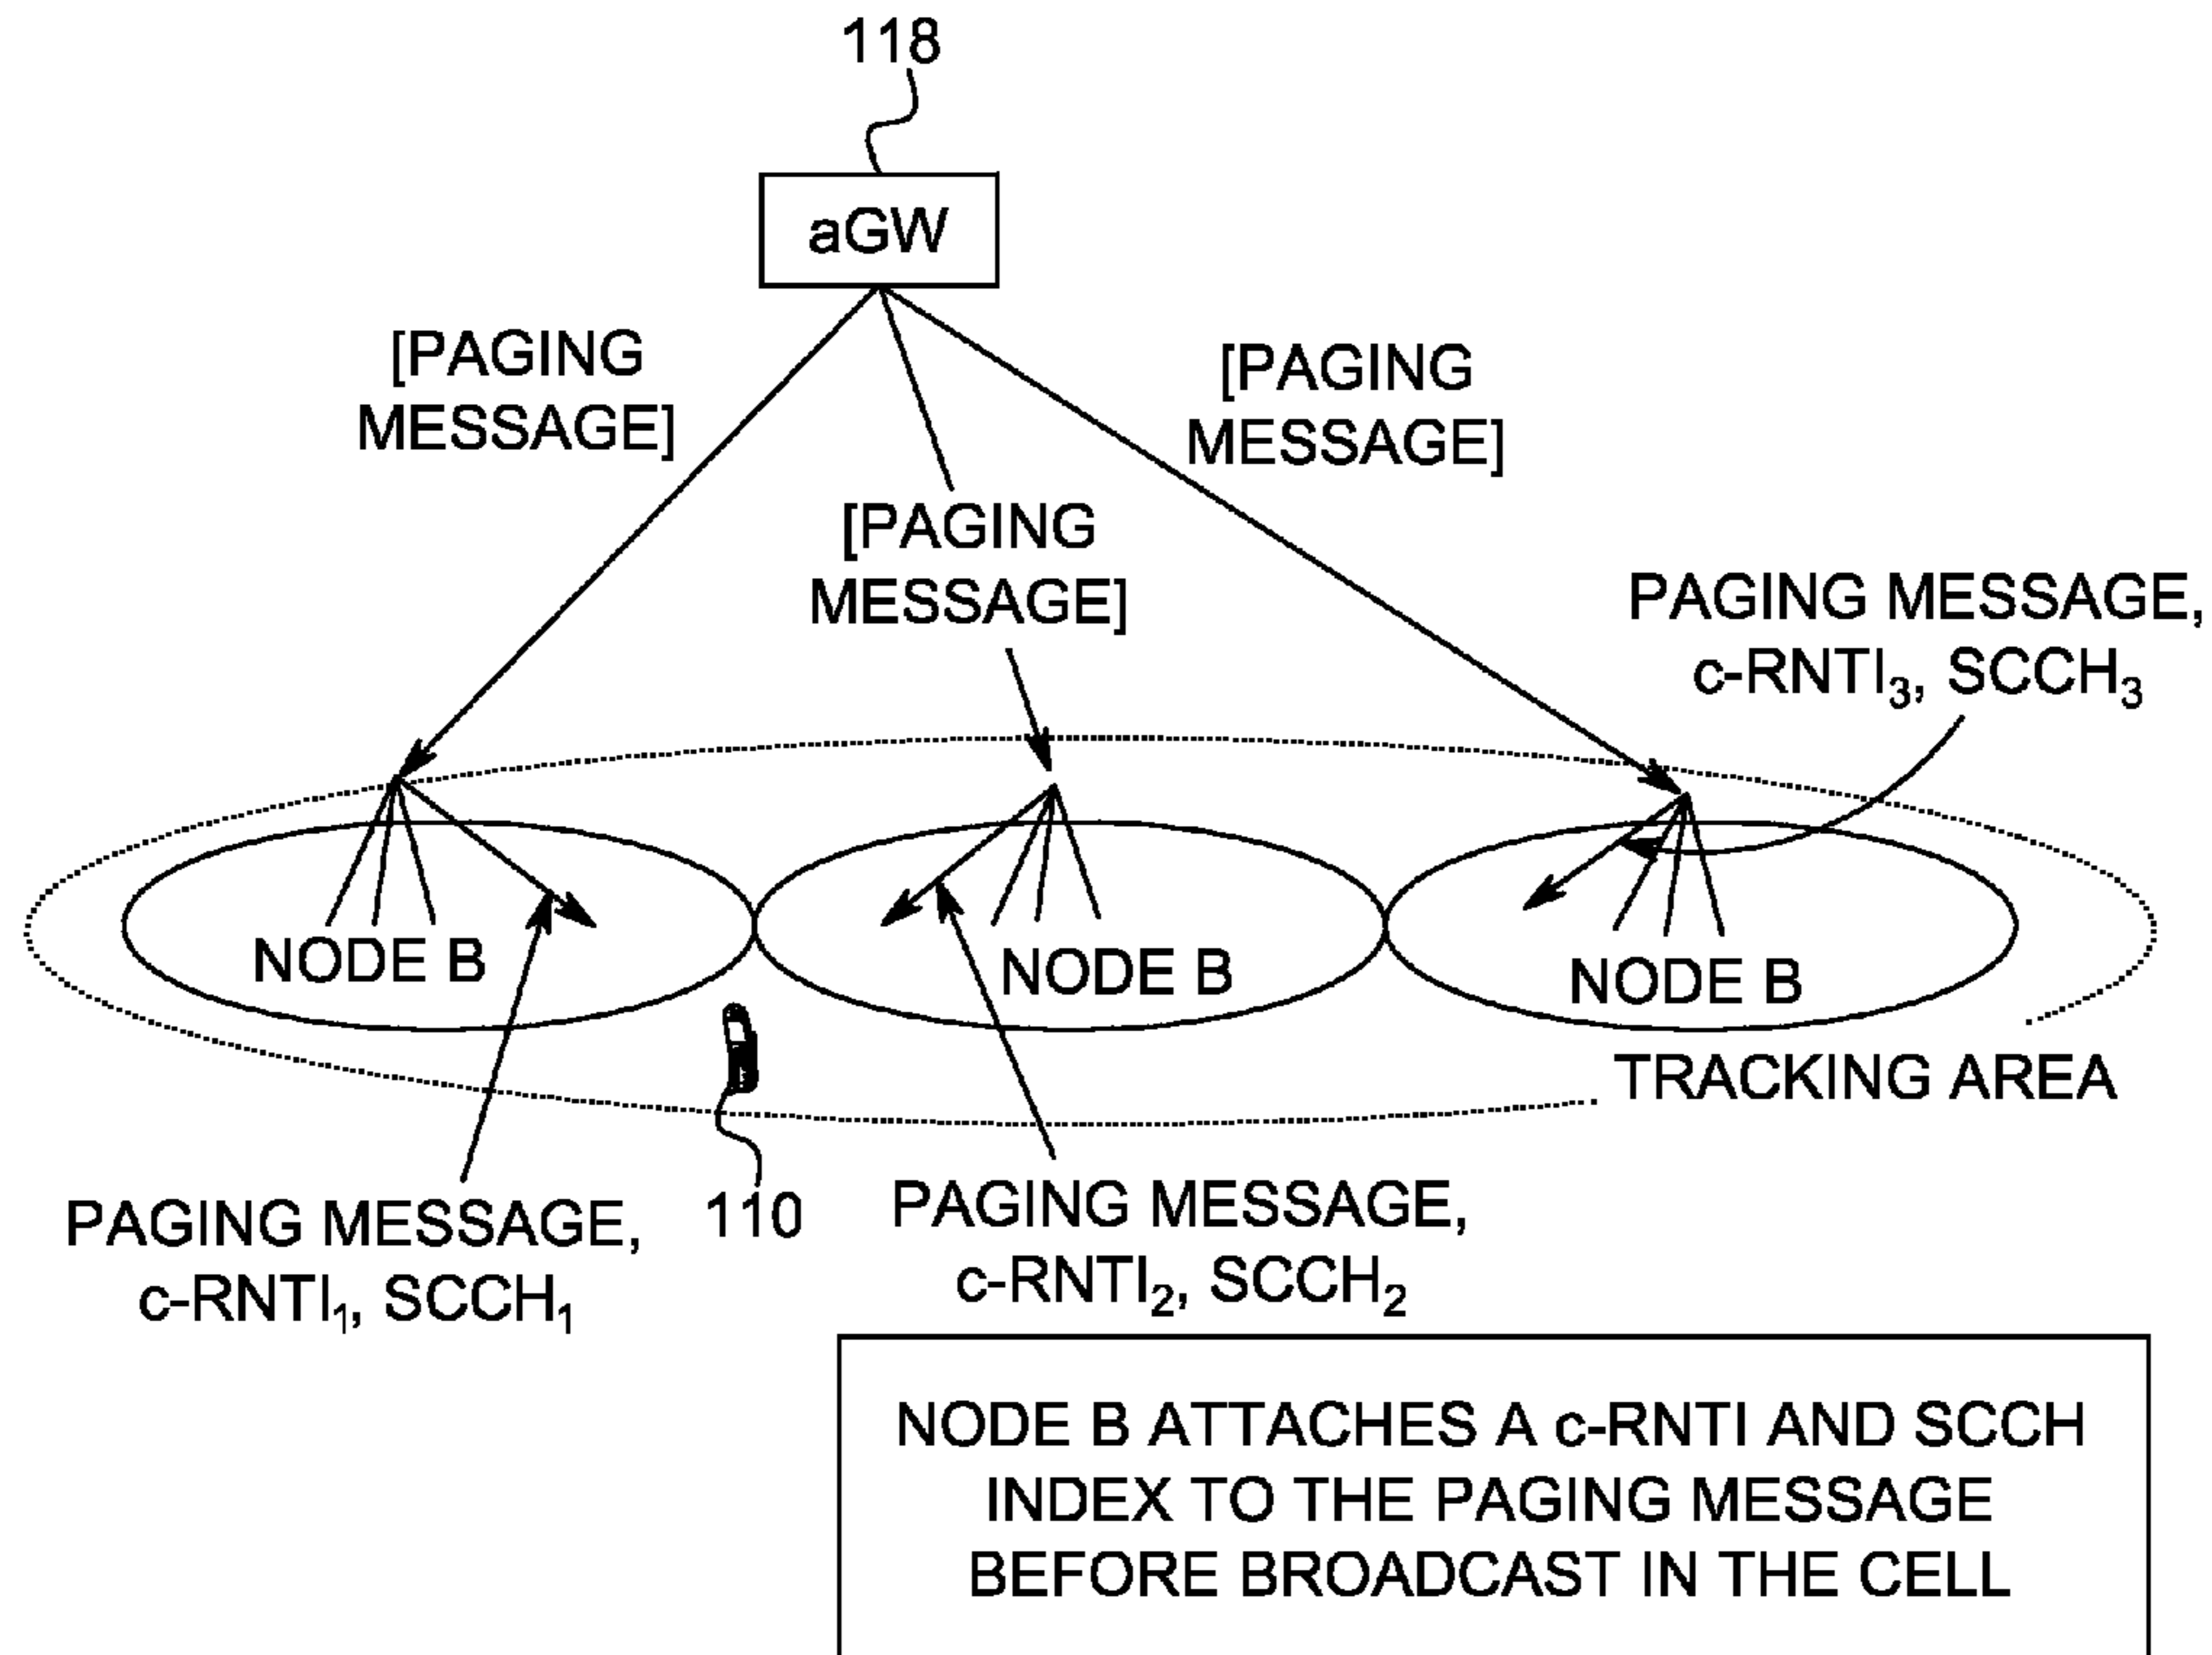 118
aGW
[PAGING
MESSAGE]
[PAGING
MESSAGE]
[PAGING
MESSAGE]
PAGING MESSAGE,
c-RNTI₃, SCCH₃
NODE B
NODE B
NODE B
TRACKING AREA
PAGING MESSAGE,
c-RNTI₁, SCCH₁
110
PAGING MESSAGE,
c-RNTI₂, SCCH₂
NODE B ATTACHES A c-RNTI AND SCCH
INDEX TO THE PAGING MESSAGE
BEFORE BROADCAST IN THE CELL